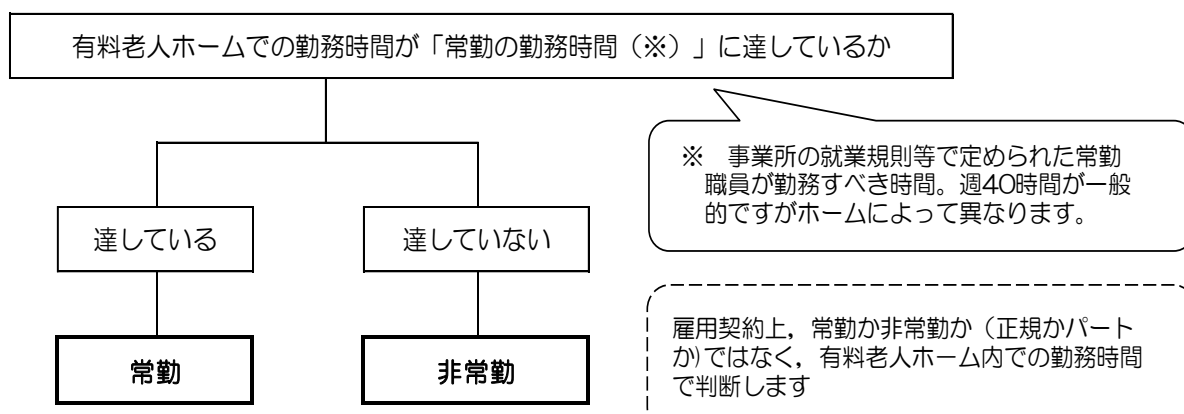 有料老人ホームでの勤務時間が「常勤の勤務時間（※）」に達しているか
※　事業所の就業規則等で定められた常勤
職員が勤務すべき時間。週40時間が一般
的ですがホームによって異なります。
達している
達していない
雇用契約上，常勤か非常勤か（正規かパート
か)ではなく，有料老人ホーム内での勤務時間
で判断します
常勤
非常勤